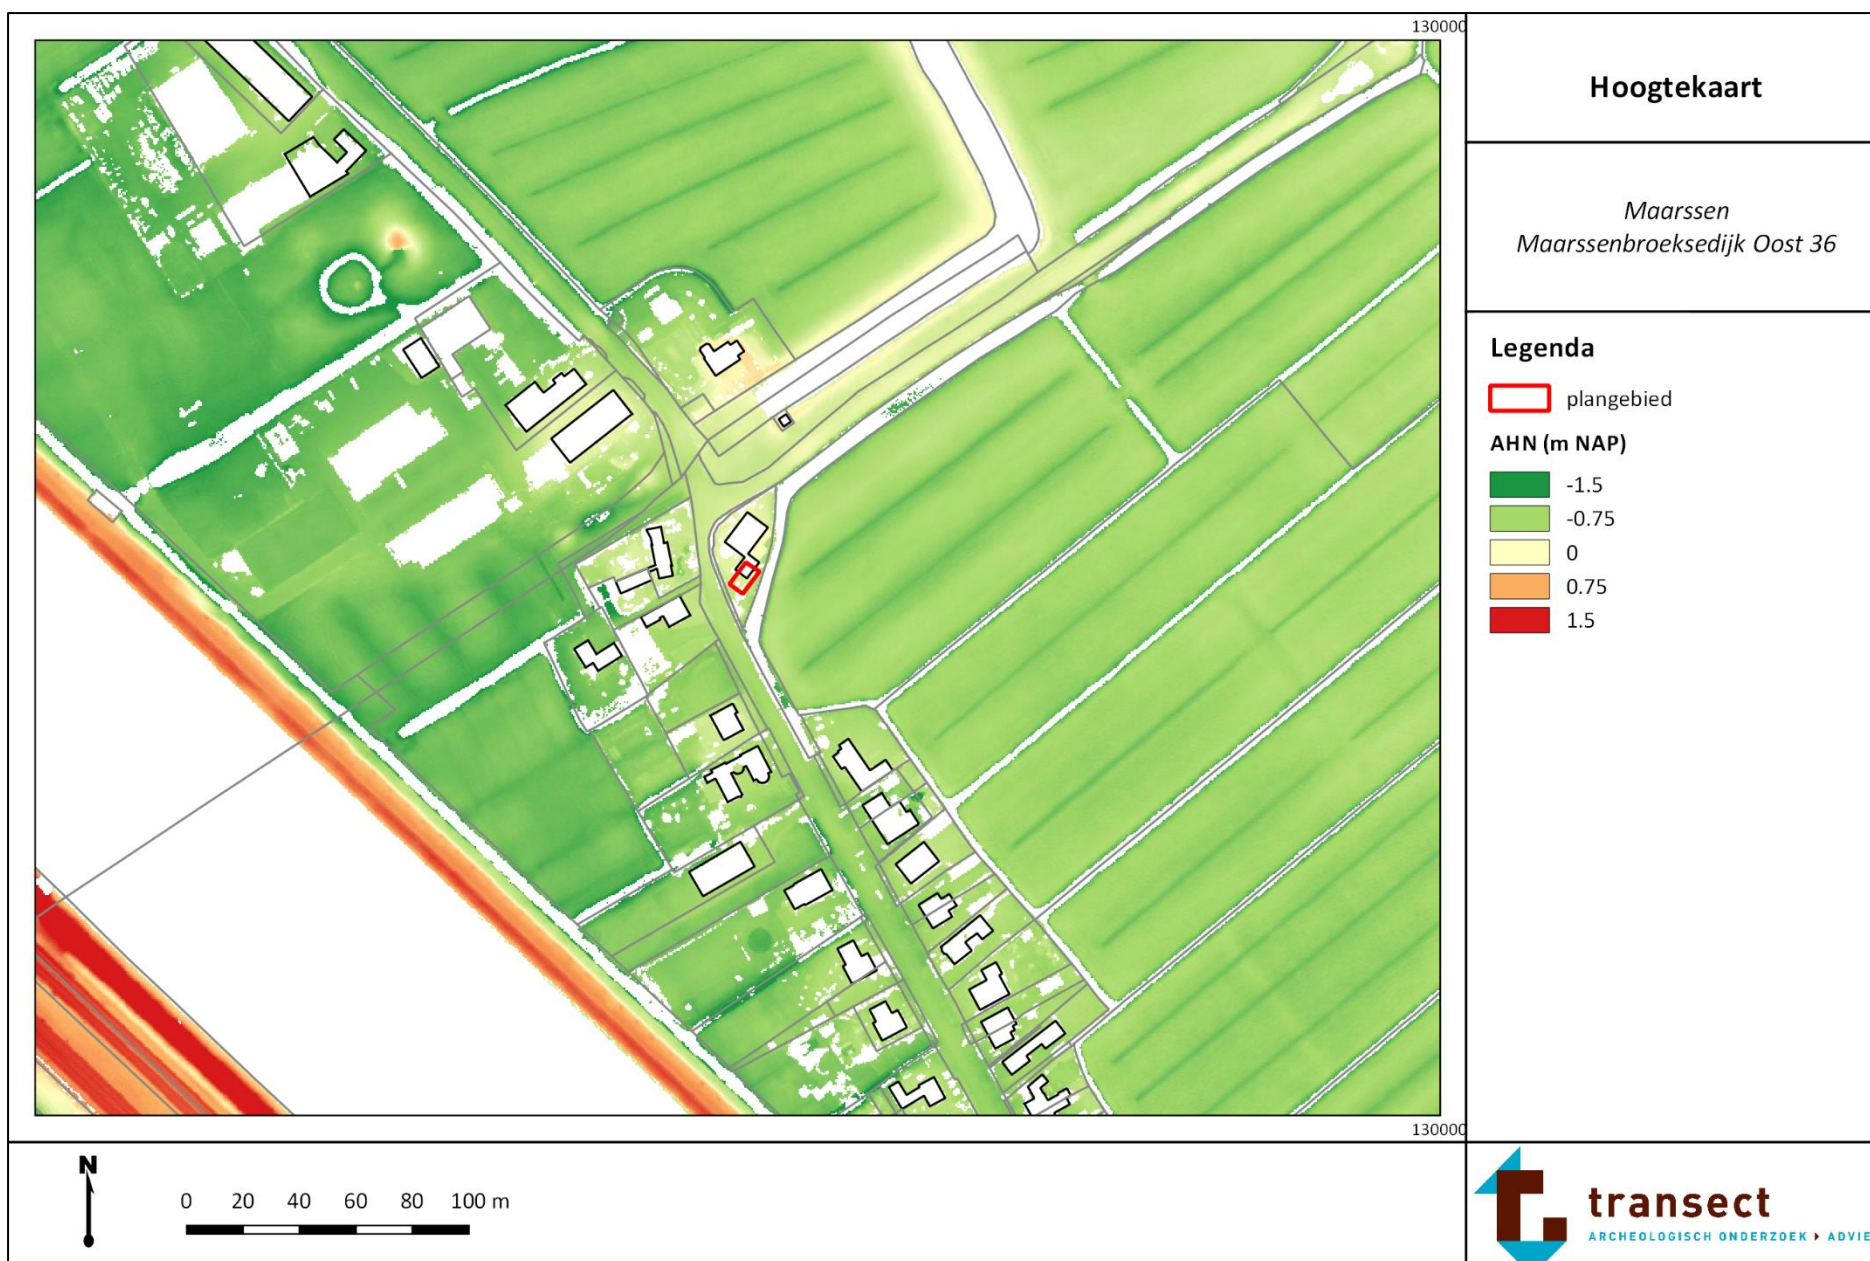 130000
Hoogtekaart
Maarssen
Maarssenbroeksedijk Oost 36
Legenda
plangebied
AHN (m NAP)
-1.5
-0.75
0
0.75
1.5
130000
N
0 20 40 60 80 100 m
transect
ARCHEOLOGISCH ONDERZOEK ADVIE